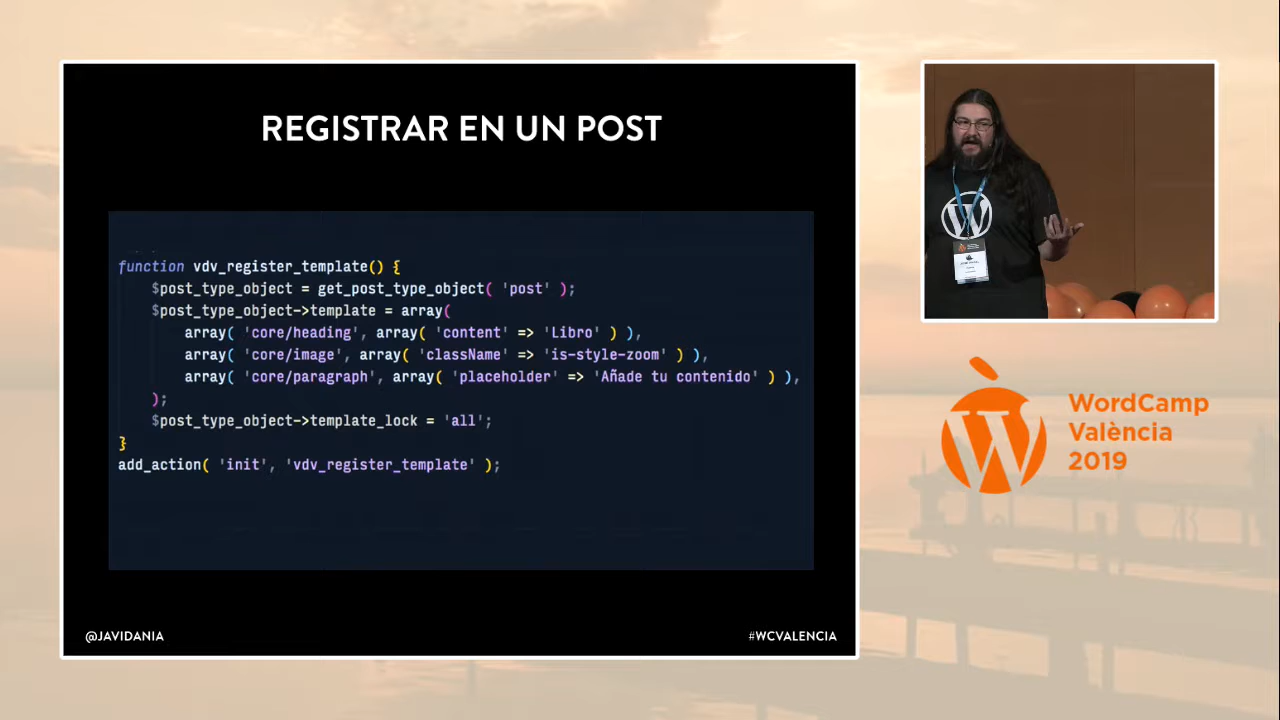 REGISTRAR EN UN POST
function vdv_register_template() {
$post_type_object = get_post_type_object( 'post' );
$post_type_object->template = array(
array( 'core/heading', array( 'content' => 'Libro' ) ),
array( 'core/image', array( 'className' => 'is-style-zoom' ) ),
array( 'core/paragraph', array( 'placeholder' => 'Añade tu contenido' ) ),
);
$post_type_object->template_lock = 'all';
}
add_action( 'init', 'vdv_register_template' );
@JAVIDANIA
#WCVALENCIA
WordCamp
València
2019